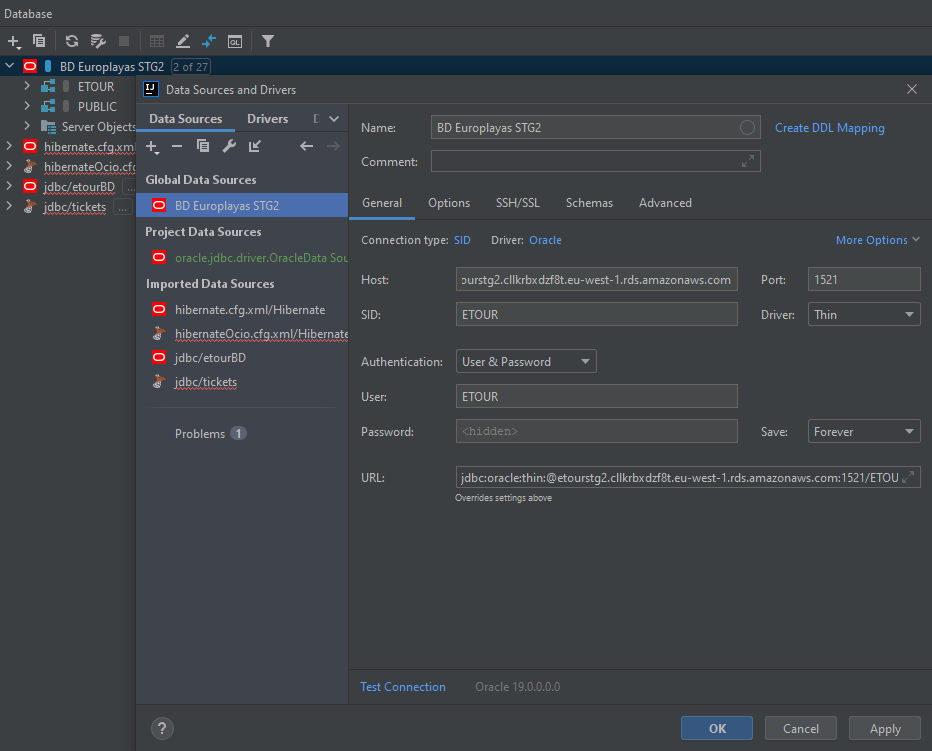 Database
BD Europlayas STG2 2 of 27
ETOUR
PUBLIC
Server Objects
hibernate.cfg.xml
hibernateOcio.cfg
jdbc/etourBD ...
jdbc/tickets ...
Data Sources and Drivers
Data Sources Drivers D
Global Data Sources
BD Europlayas STG2
Project Data Sources
oracle.jdbc.driver.OracleData Sou
Imported Data Sources
hibernate.cfg.xml/Hibernate
hibernateOcio.cfg.xml/Hibernate
jdbc/etourBD
jdbc/tickets
Problems 1
Name: BD Europlayas STG2 Create DDL Mapping
Comment:
General Options SSH/SSL Schemas Advanced
Connection type: SID Driver: Oracle More Options
Host: ourstg2.cllkrbxdzf8t.eu-west-1.rds.amazonaws.com Port: 1521
SID: ETOUR Driver: Thin
Authentication: User & Password
User: ETOUR
Password: <hidden> Save: Forever
URL: jdbc:oracle:thin:@etourstg2.cllkrbxdzf8t.eu-west-1.rds.amazonaws.com:1521/ETOU
Overrides settings above
Test Connection Oracle 19.0.0.0.0
? OK Cancel Apply